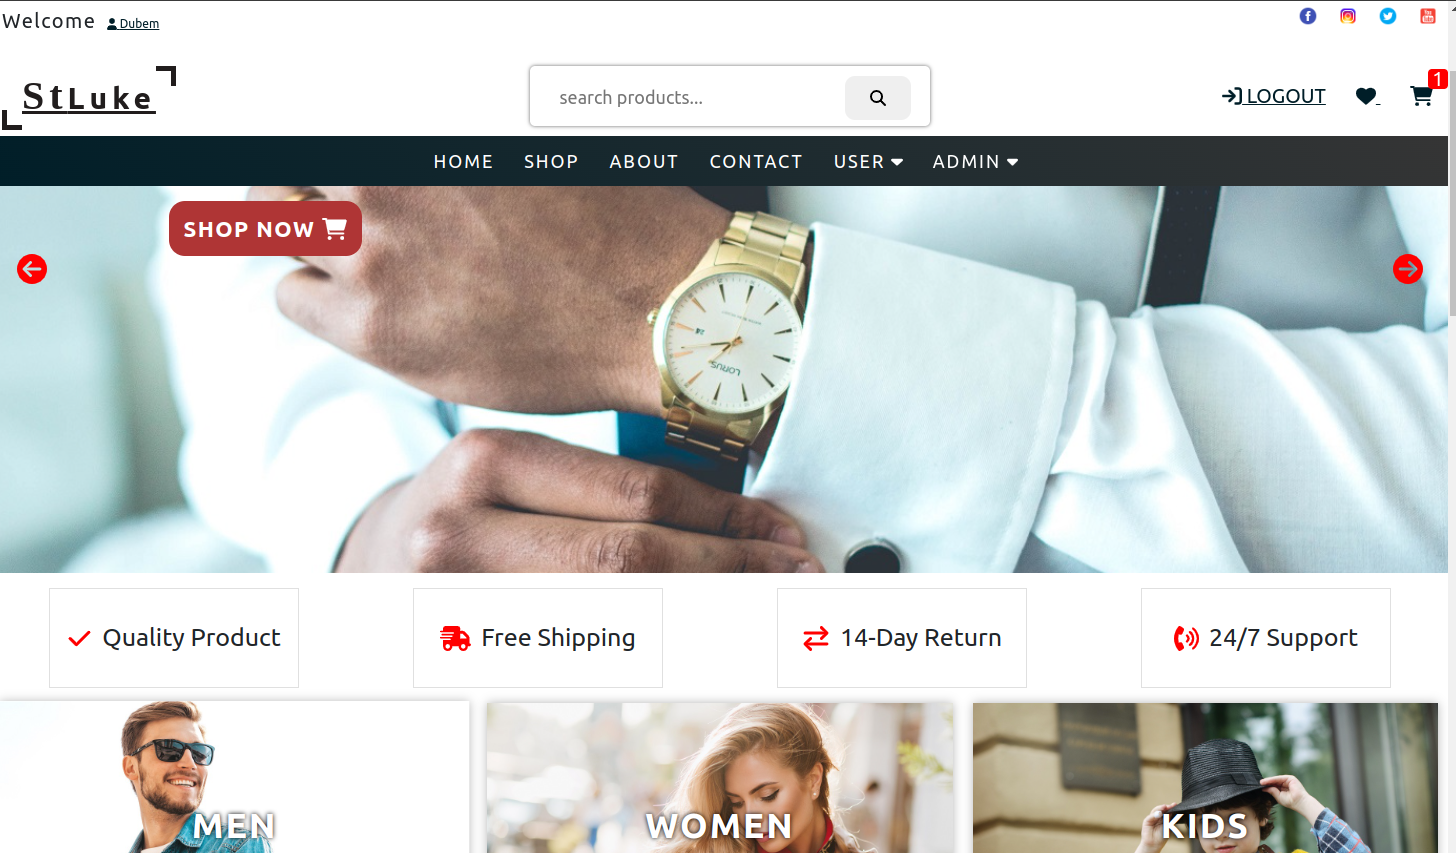 Welcome Dubem
StLuke
search products...
LOGOUT
1
HOME SHOP ABOUT CONTACT USER ADMIN
SHOP NOW
LORUS
Quality Product Free Shipping 14-Day Return 24/7 Support
MEN WOMEN KIDS